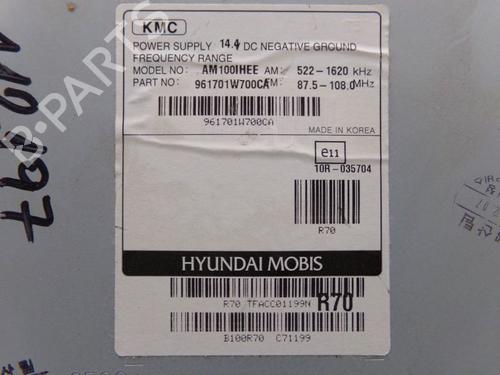 KMC
POWER SUPPLY 14.4 DC NEGATIVE GROUND
FREQUENCY RANGE
MODEL NO. AM100IHEE AM: 522-1620 kHz
PART NO. 961701W700CA FM: 87.5-108.0 MHz
961701W700CA
MADE IN KOREA
e11
10R-035704
R70
HYUNDAI MOBIS
R70 TFACC01199N R70
B100R70 C71199
B-PARTS